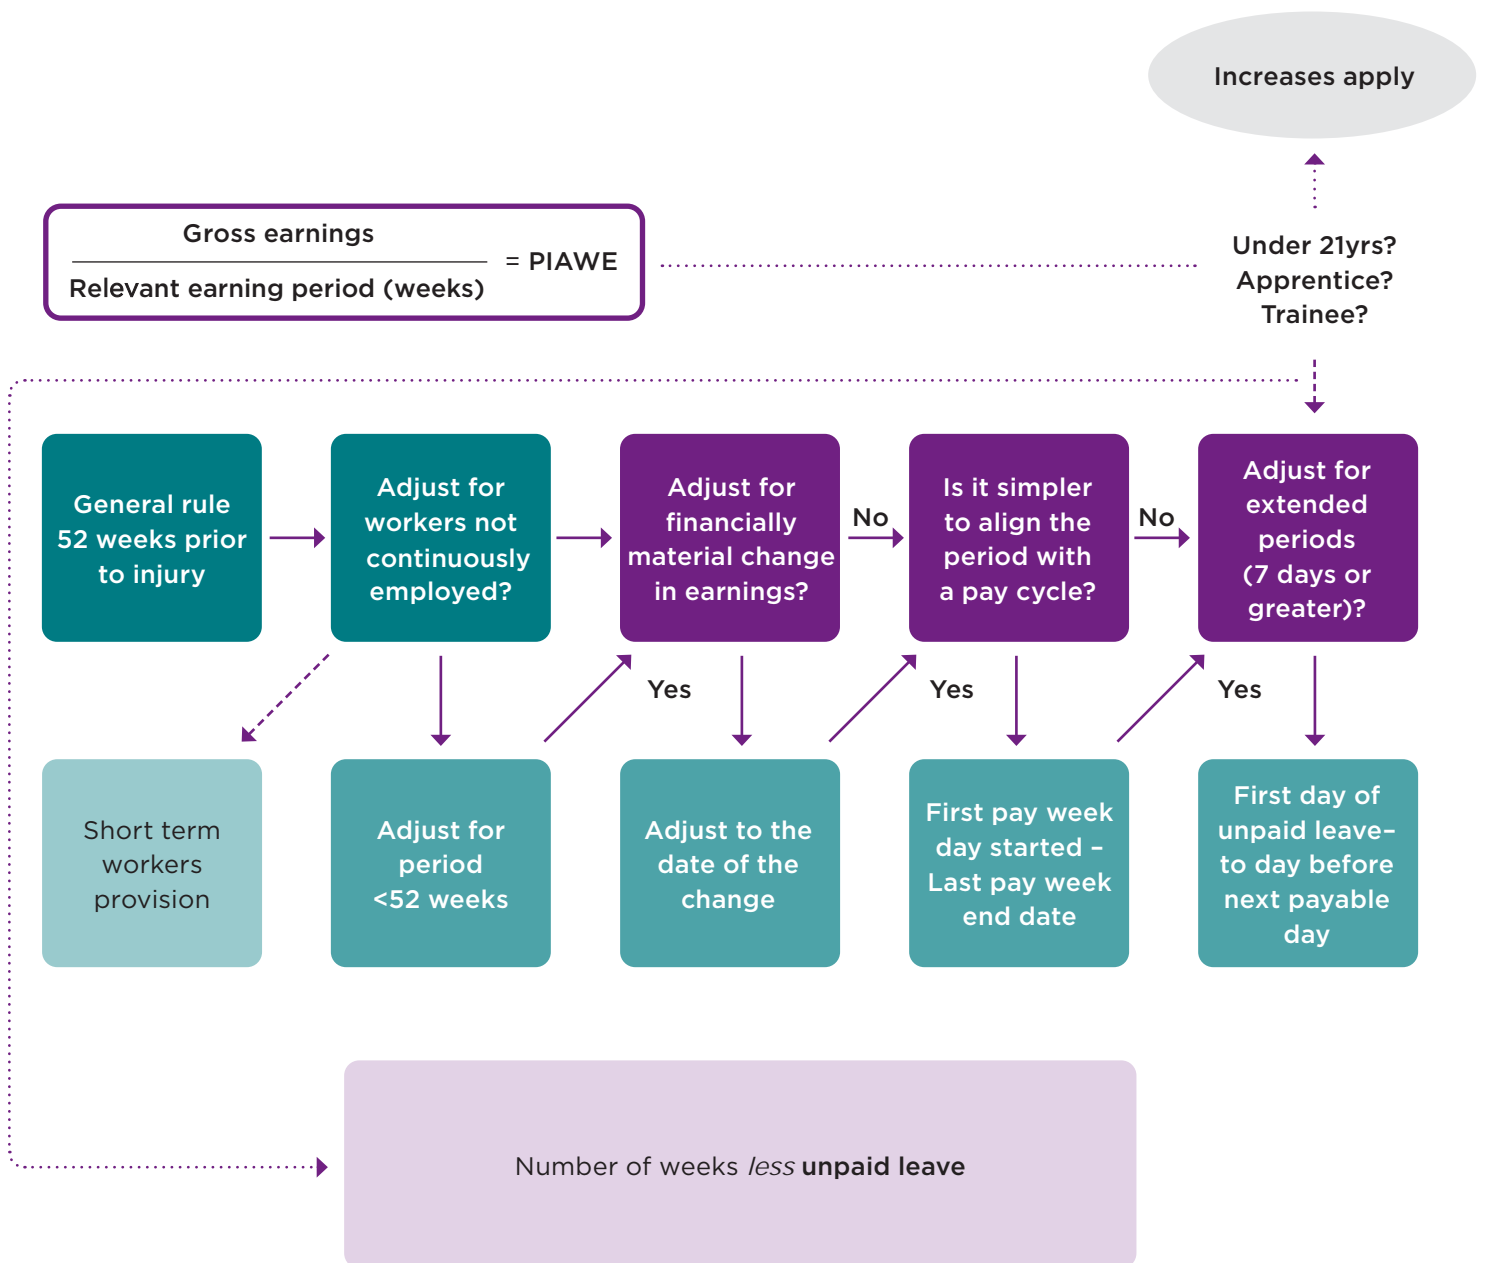 Increases apply
Gross earnings
Relevant earning period (weeks)
= PIAWE
Under 21yrs?
Apprentice?
Trainee?
General rule
52 weeks prior
to injury
Adjust for
workers not
continuously
employed?
Adjust for
financially
material change
in earnings?
No
Is it simpler
to align the
period with
a pay cycle?
No
Adjust for
extended
periods
(7 days or
greater)?
Yes
Yes
Yes
Short term
workers
provision
Adjust for
period
<52 weeks
Adjust to the
date of the
change
First pay week
day started –
Last pay week
end date
First day of
unpaid leave–
to day before
next payable
day
Number of weeks less unpaid leave